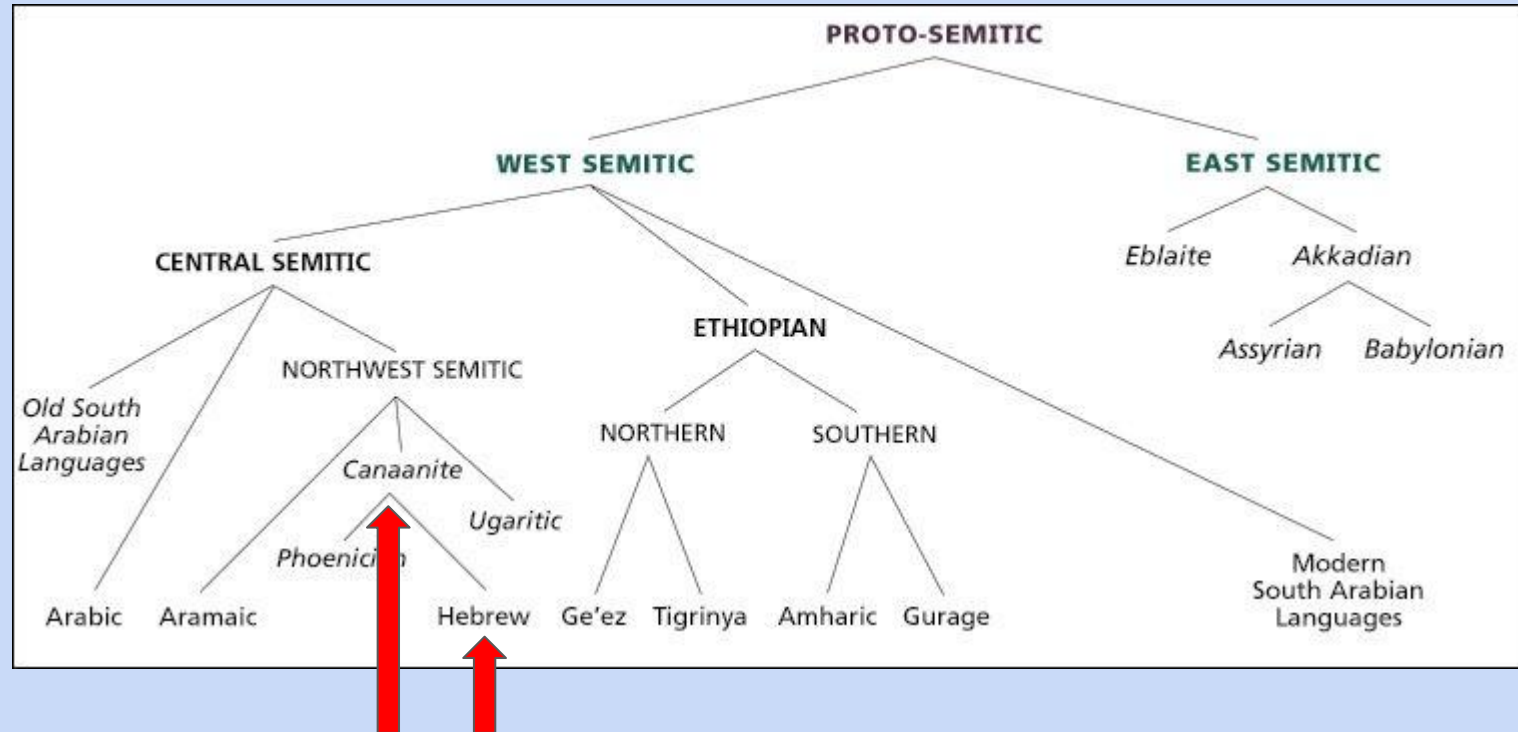 PROTO-SEMITIC
WEST SEMITIC
EAST SEMITIC
CENTRAL SEMITIC
Eblaite
Akkadian
ETHIOPIAN
Assyrian
Babylonian
NORTHWEST SEMITIC
Old South
Arabian
Languages
NORTHERN
SOUTHERN
Canaanite
Ugaritic
Phoenician
Modern
South Arabian
Languages
Arabic
Aramaic
Hebrew
Ge'ez
Tigrinya
Amharic
Gurage